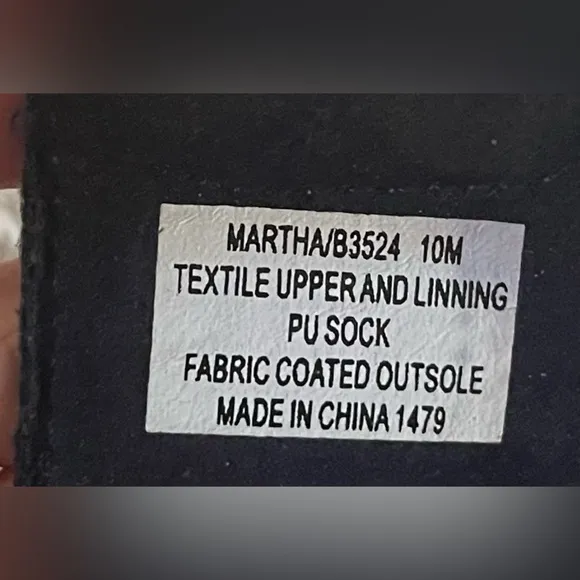 MARTHA/B3524 10M
TEXTILE UPPER AND LINNING
PU SOCK
FABRIC COATED OUTSOLE
MADE IN CHINA 1479